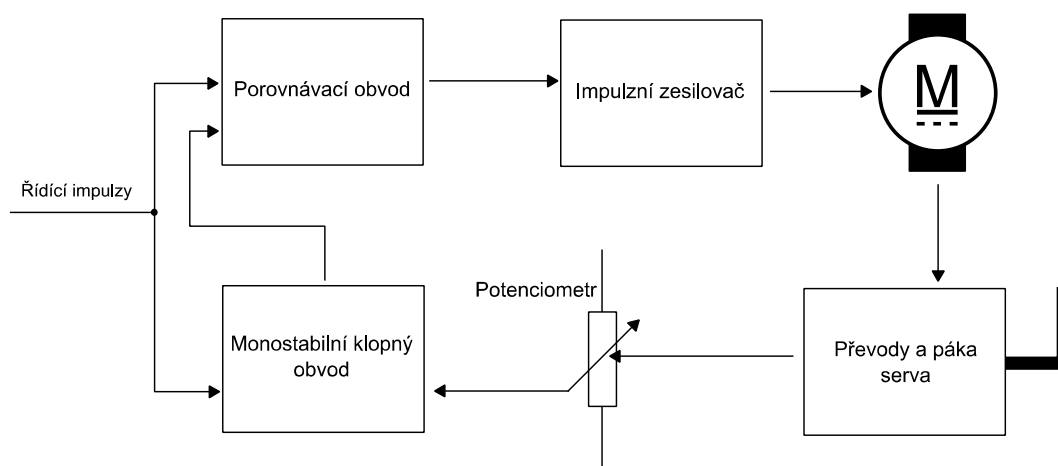 Porovnávací obvod
Impulzní zesilovač
M
Řídící impulzy
Potenciometr
Monostabilní klopný
obvod
Převody a páka
serva